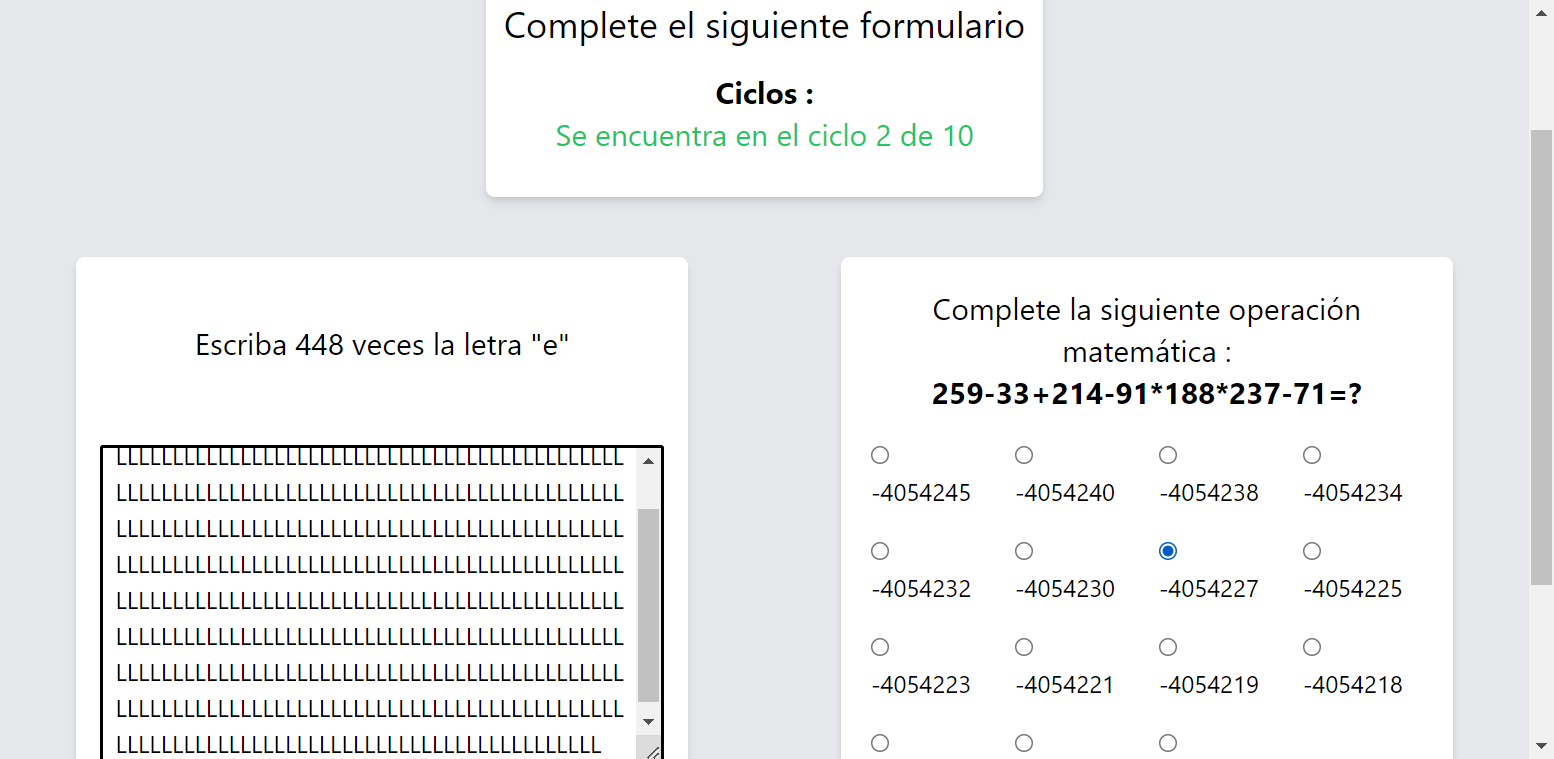 Complete el siguiente formulario
Ciclos :
Se encuentra en el ciclo 2 de 10
Escriba 448 veces la letra "e"
LLLLLLLLLLLLLLLLLLLLLLLLLLLLLLLLLLLLLLLLLLLLL
LLLLLLLLLLLLLLLLLLLLLLLLLLLLLLLLLLLLLLLLLLLLL
LLLLLLLLLLLLLLLLLLLLLLLLLLLLLLLLLLLLLLLLLLLLL
LLLLLLLLLLLLLLLLLLLLLLLLLLLLLLLLLLLLLLLLLLLLL
LLLLLLLLLLLLLLLLLLLLLLLLLLLLLLLLLLLLLLLLLLLLL
LLLLLLLLLLLLLLLLLLLLLLLLLLLLLLLLLLLLLLLLLLLLL
LLLLLLLLLLLLLLLLLLLLLLLLLLLLLLLLLLLLLLLLLLLLL
LLLLLLLLLLLLLLLLLLLLLLLLLLLLLLLLLLLLLLLLLLLLL
LLLLLLLLLLLLLLLLLLLLLLLLLLLLLLLLLLLLLLLLLLL
Complete la siguiente operación
matemática :
259-33+214-91*188*237-71=?
-4054245 -4054240 -4054238 -4054234
-4054232 -4054230 -4054227 -4054225
-4054223 -4054221 -4054219 -4054218